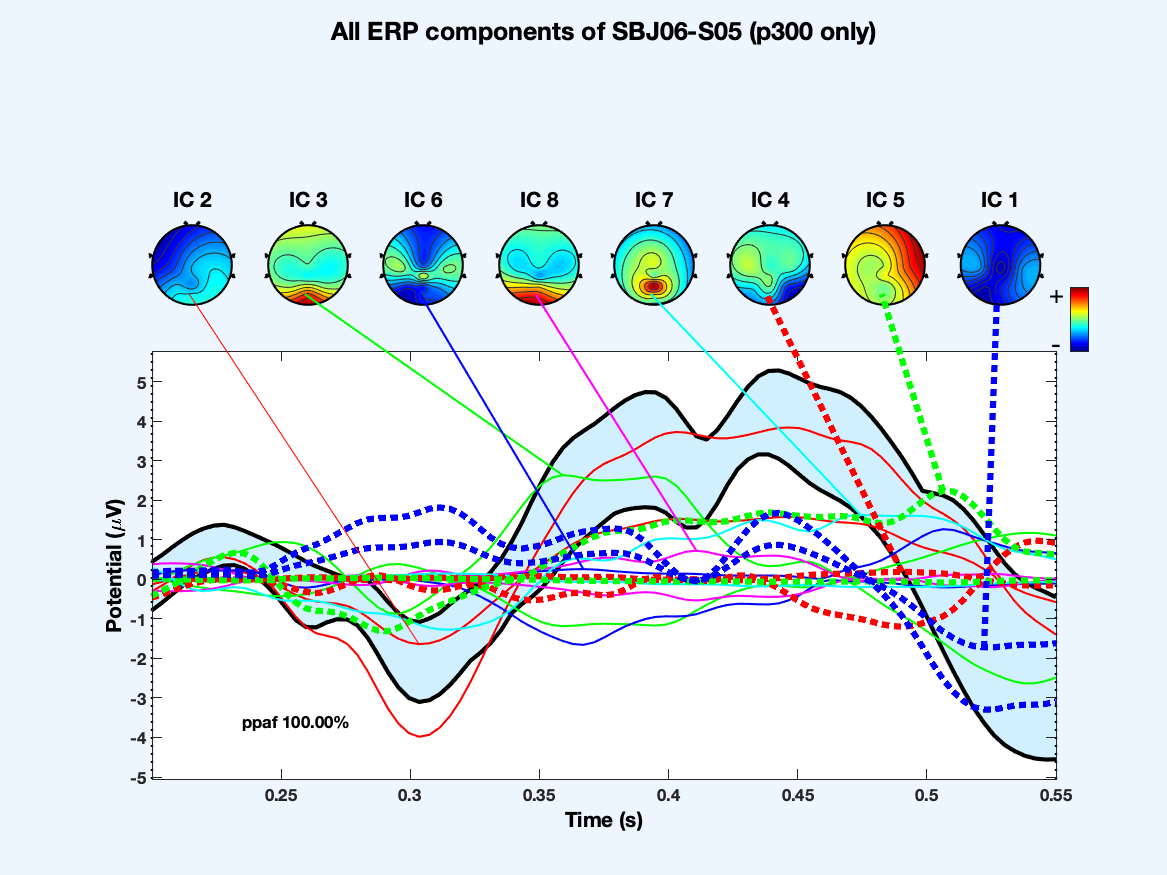 All ERP components of SBJ06-S05 (p300 only)
IC 2 IC 3 IC 6 IC 8 IC 7 IC 4 IC 5 IC 1
+
-
5
4
3
2
1
0
-1
-2
-3
-4
-5
Potential (μV)
ppaf 100.00%
0.25 0.3 0.35 0.4 0.45 0.5 0.55
Time (s)